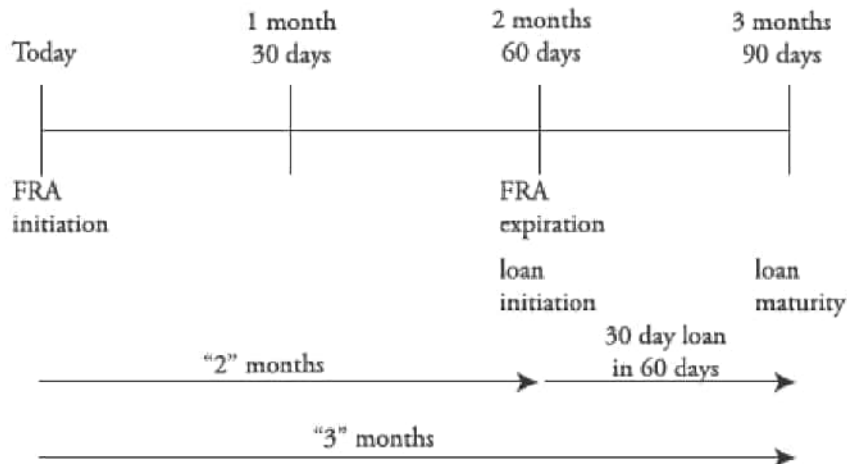 Today
1 month
30 days
2 months
60 days
3 months
90 days
FRA
initiation
FRA
expiration
loan
initiation
loan
maturity
30 day loan
in 60 days
“2” months
“3” months